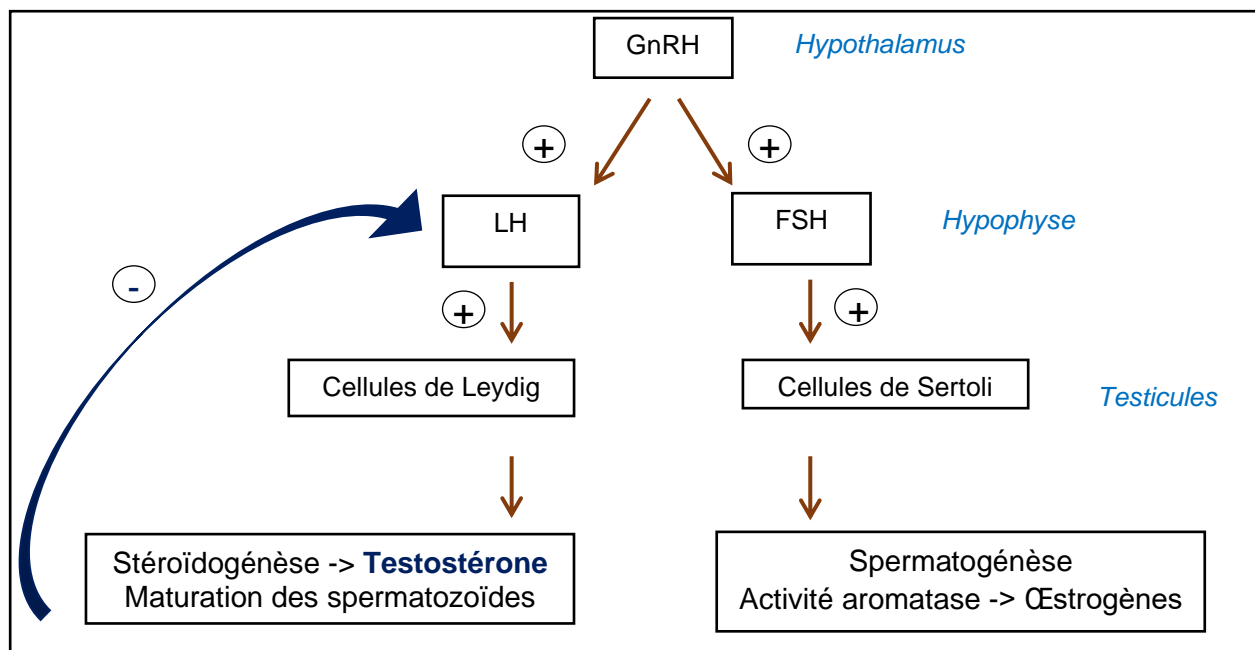 GnRH
Hypothalamus
+
+
LH
FSH
Hypophyse
-
+
+
Cellules de Leydig
Cellules de Sertoli
Testicules
Stéroïdogénèse -> Testostérone
Maturation des spermatozoïdes
Spermatogénèse
Activité aromatase -> Œstrogènes